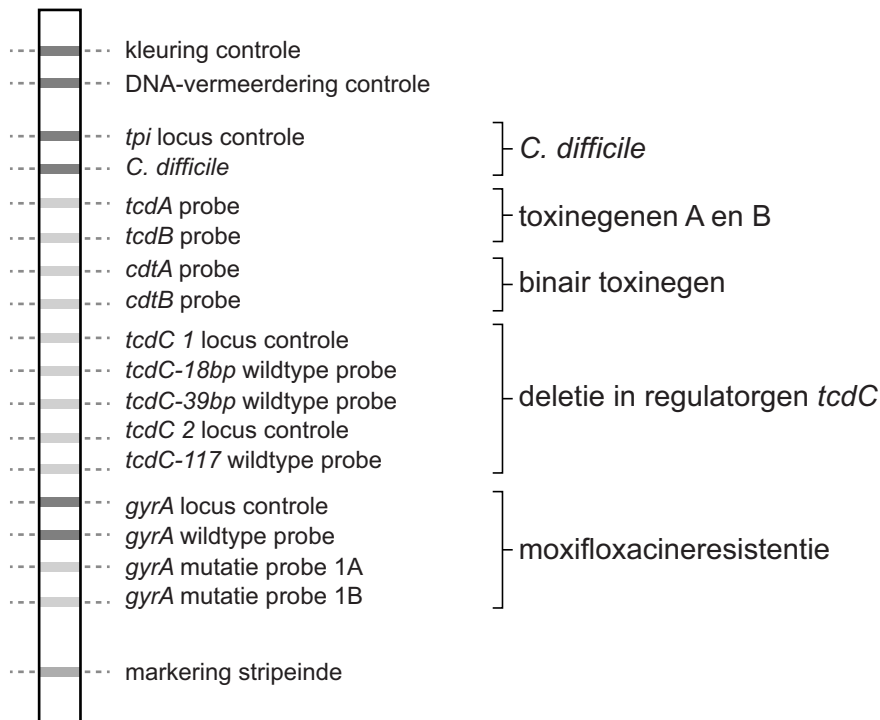 kleuring controle
DNA-vermeerdering controle
tpi locus controle
C. difficile
C. difficile
tcdA probe
tcdB probe
toxinegenen A en B
cdtA probe
cdtB probe
binair toxinegen
tcdC 1 locus controle
tcdC-18bp wildtype probe
tcdC-39bp wildtype probe
tcdC 2 locus controle
tcdC-117 wildtype probe
deletie in regulatorgen tcdC
gyrA locus controle
gyrA wildtype probe
gyrA mutatie probe 1A
gyrA mutatie probe 1B
moxifloxacineresistentie
markering stripeinde